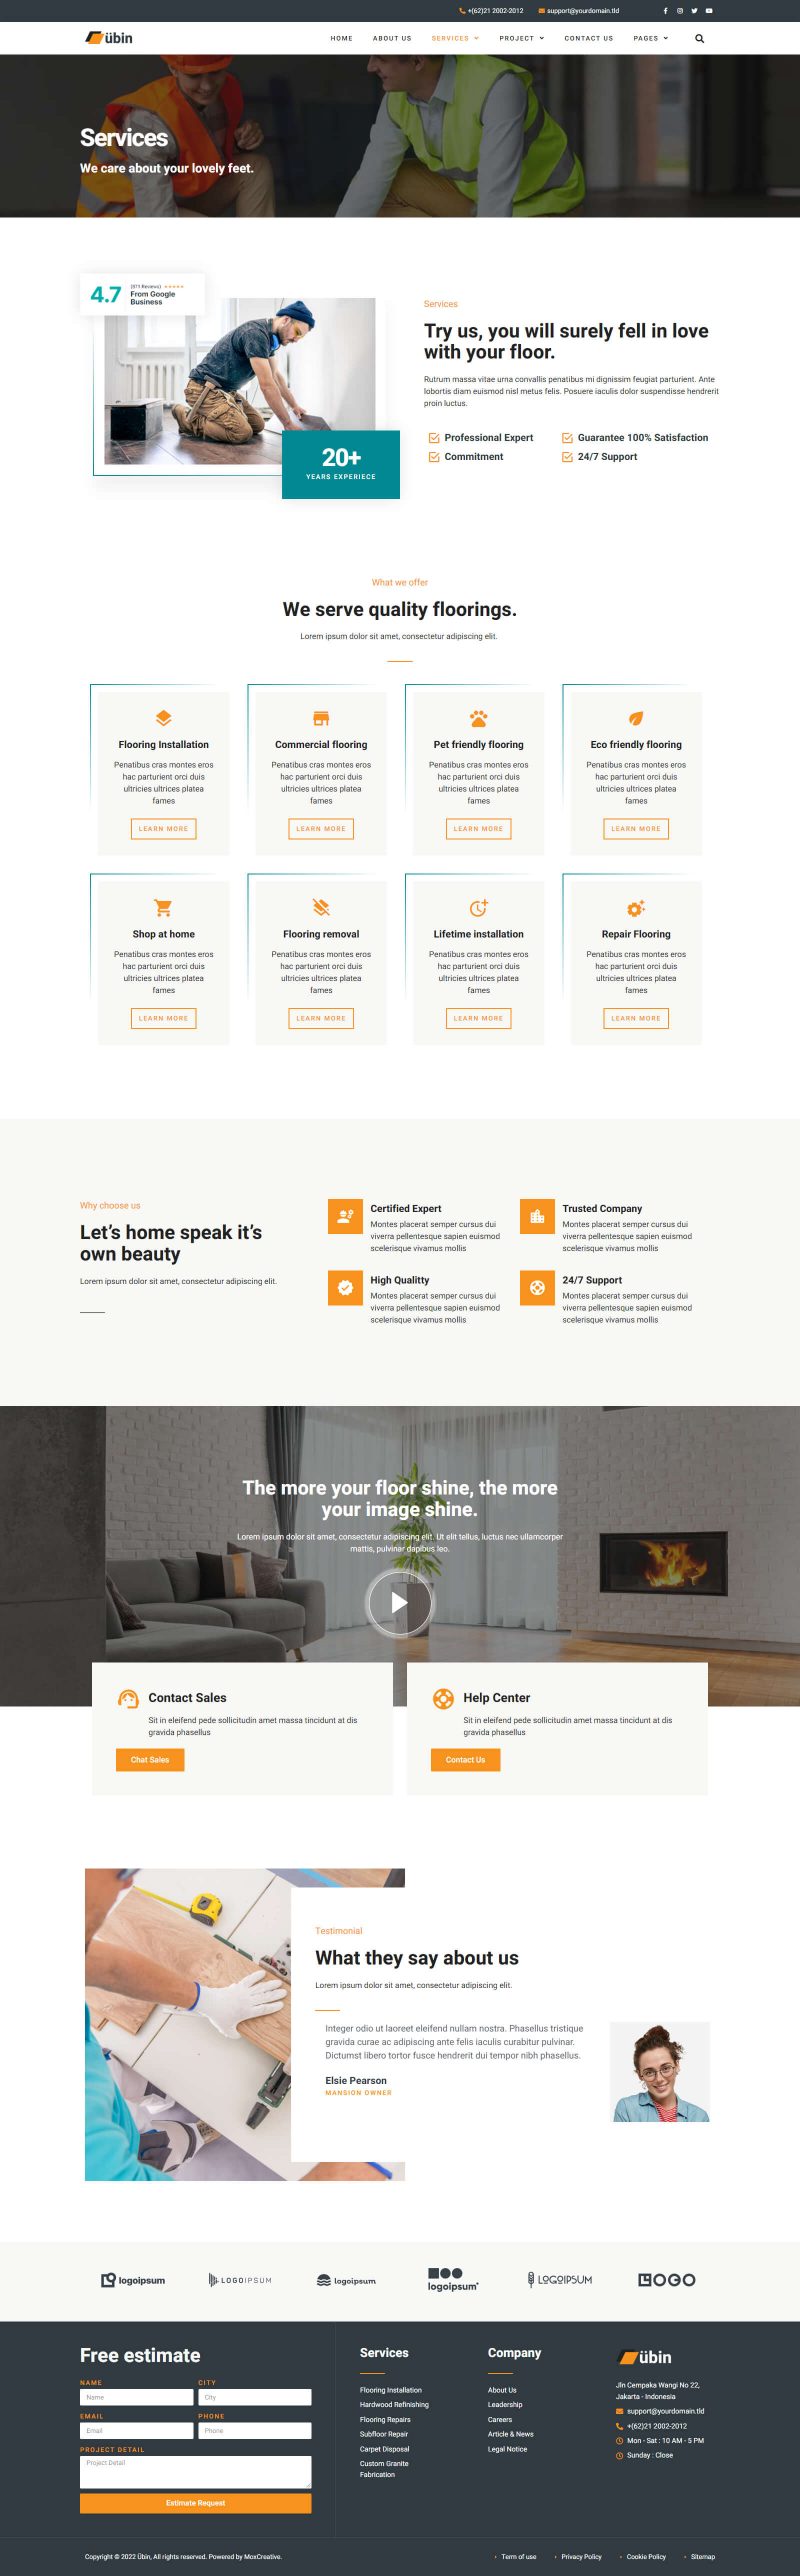 +(62)21 2002-2012 support@yourdomain.tld
übin
HOME ABOUT US SERVICES PROJECT CONTACT US PAGES
Services
We care about your lovely feet.
4.7
(871 Reviews)
From Google
Business
20+
YEARS EXPERIECE
Services
Try us, you will surely fell in love
with your floor.
Rutrum massa vitae urna convallis penatibus mi dignissim feugiat parturient. Ante
lobortis diam euismod nisl metus felis. Posuere iaculis dolor suspendisse hendrerit
proin luctus.
Professional Expert
Guarantee 100% Satisfaction
Commitment
24/7 Support
What we offer
We serve quality floorings.
Lorem ipsum dolor sit amet, consectetur adipiscing elit.
Flooring Installation
Penatibus cras montes eros
hac parturient orci duis
ultricies ultrices platea
fames
LEARN MORE
Commercial flooring
Penatibus cras montes eros
hac parturient orci duis
ultricies ultrices platea
fames
LEARN MORE
Pet friendly flooring
Penatibus cras montes eros
hac parturient orci duis
ultricies ultrices platea
fames
LEARN MORE
Eco friendly flooring
Penatibus cras montes eros
hac parturient orci duis
ultricies ultrices platea
fames
LEARN MORE
Shop at home
Penatibus cras montes eros
hac parturient orci duis
ultricies ultrices platea
fames
LEARN MORE
Flooring removal
Penatibus cras montes eros
hac parturient orci duis
ultricies ultrices platea
fames
LEARN MORE
Lifetime installation
Penatibus cras montes eros
hac parturient orci duis
ultricies ultrices platea
fames
LEARN MORE
Repair Flooring
Penatibus cras montes eros
hac parturient orci duis
ultricies ultrices platea
fames
LEARN MORE
Why choose us
Let's home speak it's
own beauty
Lorem ipsum dolor sit amet, consectetur adipiscing elit.
Certified Expert
Montes placerat semper cursus dui
viverra pellentesque sapien euismod
scelerisque vivamus mollis
Trusted Company
Montes placerat semper cursus dui
viverra pellentesque sapien euismod
scelerisque vivamus mollis
High Qualitty
Montes placerat semper cursus dui
viverra pellentesque sapien euismod
scelerisque vivamus mollis
24/7 Support
Montes placerat semper cursus dui
viverra pellentesque sapien euismod
scelerisque vivamus mollis
The more your floor shine, the more
your image shine.
Lorem ipsum dolor sit amet, consectetur adipiscing elit. Ut elit tellus, luctus nec ullamcorper
mattis, pulvinar dapibus leo.
Contact Sales
Sit in eleifend pede sollicitudin amet massa tincidunt at dis
gravida phasellus
Chat Sales
Help Center
Sit in eleifend pede sollicitudin amet massa tincidunt at dis
gravida phasellus
Contact Us
Testimonial
What they say about us
Lorem ipsum dolor sit amet, consectetur adipiscing elit.
Integer odio ut laoreet eleifend nullam nostra. Phasellus tristique
gravida curae ac adipiscing ante felis iaculis curabitur pulvinar.
Dictumst libero tortor fusce hendrerit dui tempor nibh phasellus.
Elsie Pearson
MANSION OWNER
logoipsum
LOGOIPSUM
logoipsum
logoipsum
LOGOIPSUM
LOGO
Free estimate
NAME CITY
Name City
EMAIL PHONE
Email Phone
PROJECT DETAIL
Project Detail
Estimate Request
Services
Flooring Installation
Hardwood Refinishing
Flooring Repairs
Subfloor Repair
Carpet Disposal
Custom Granite
Fabrication
Company
About Us
Leadership
Careers
Article & News
Legal Notice
übin
Jln Cempaka Wangi No 22,
Jakarta - Indonesia
support@yourdomain.tld
+(62)21 2002-2012
Mon - Sat : 10 AM - 5 PM
Sunday : Close
Copyright © 2022 Übin, All rights reserved. Powered by MoxCreative.
Term of use Privacy Policy Cookie Policy Sitemap